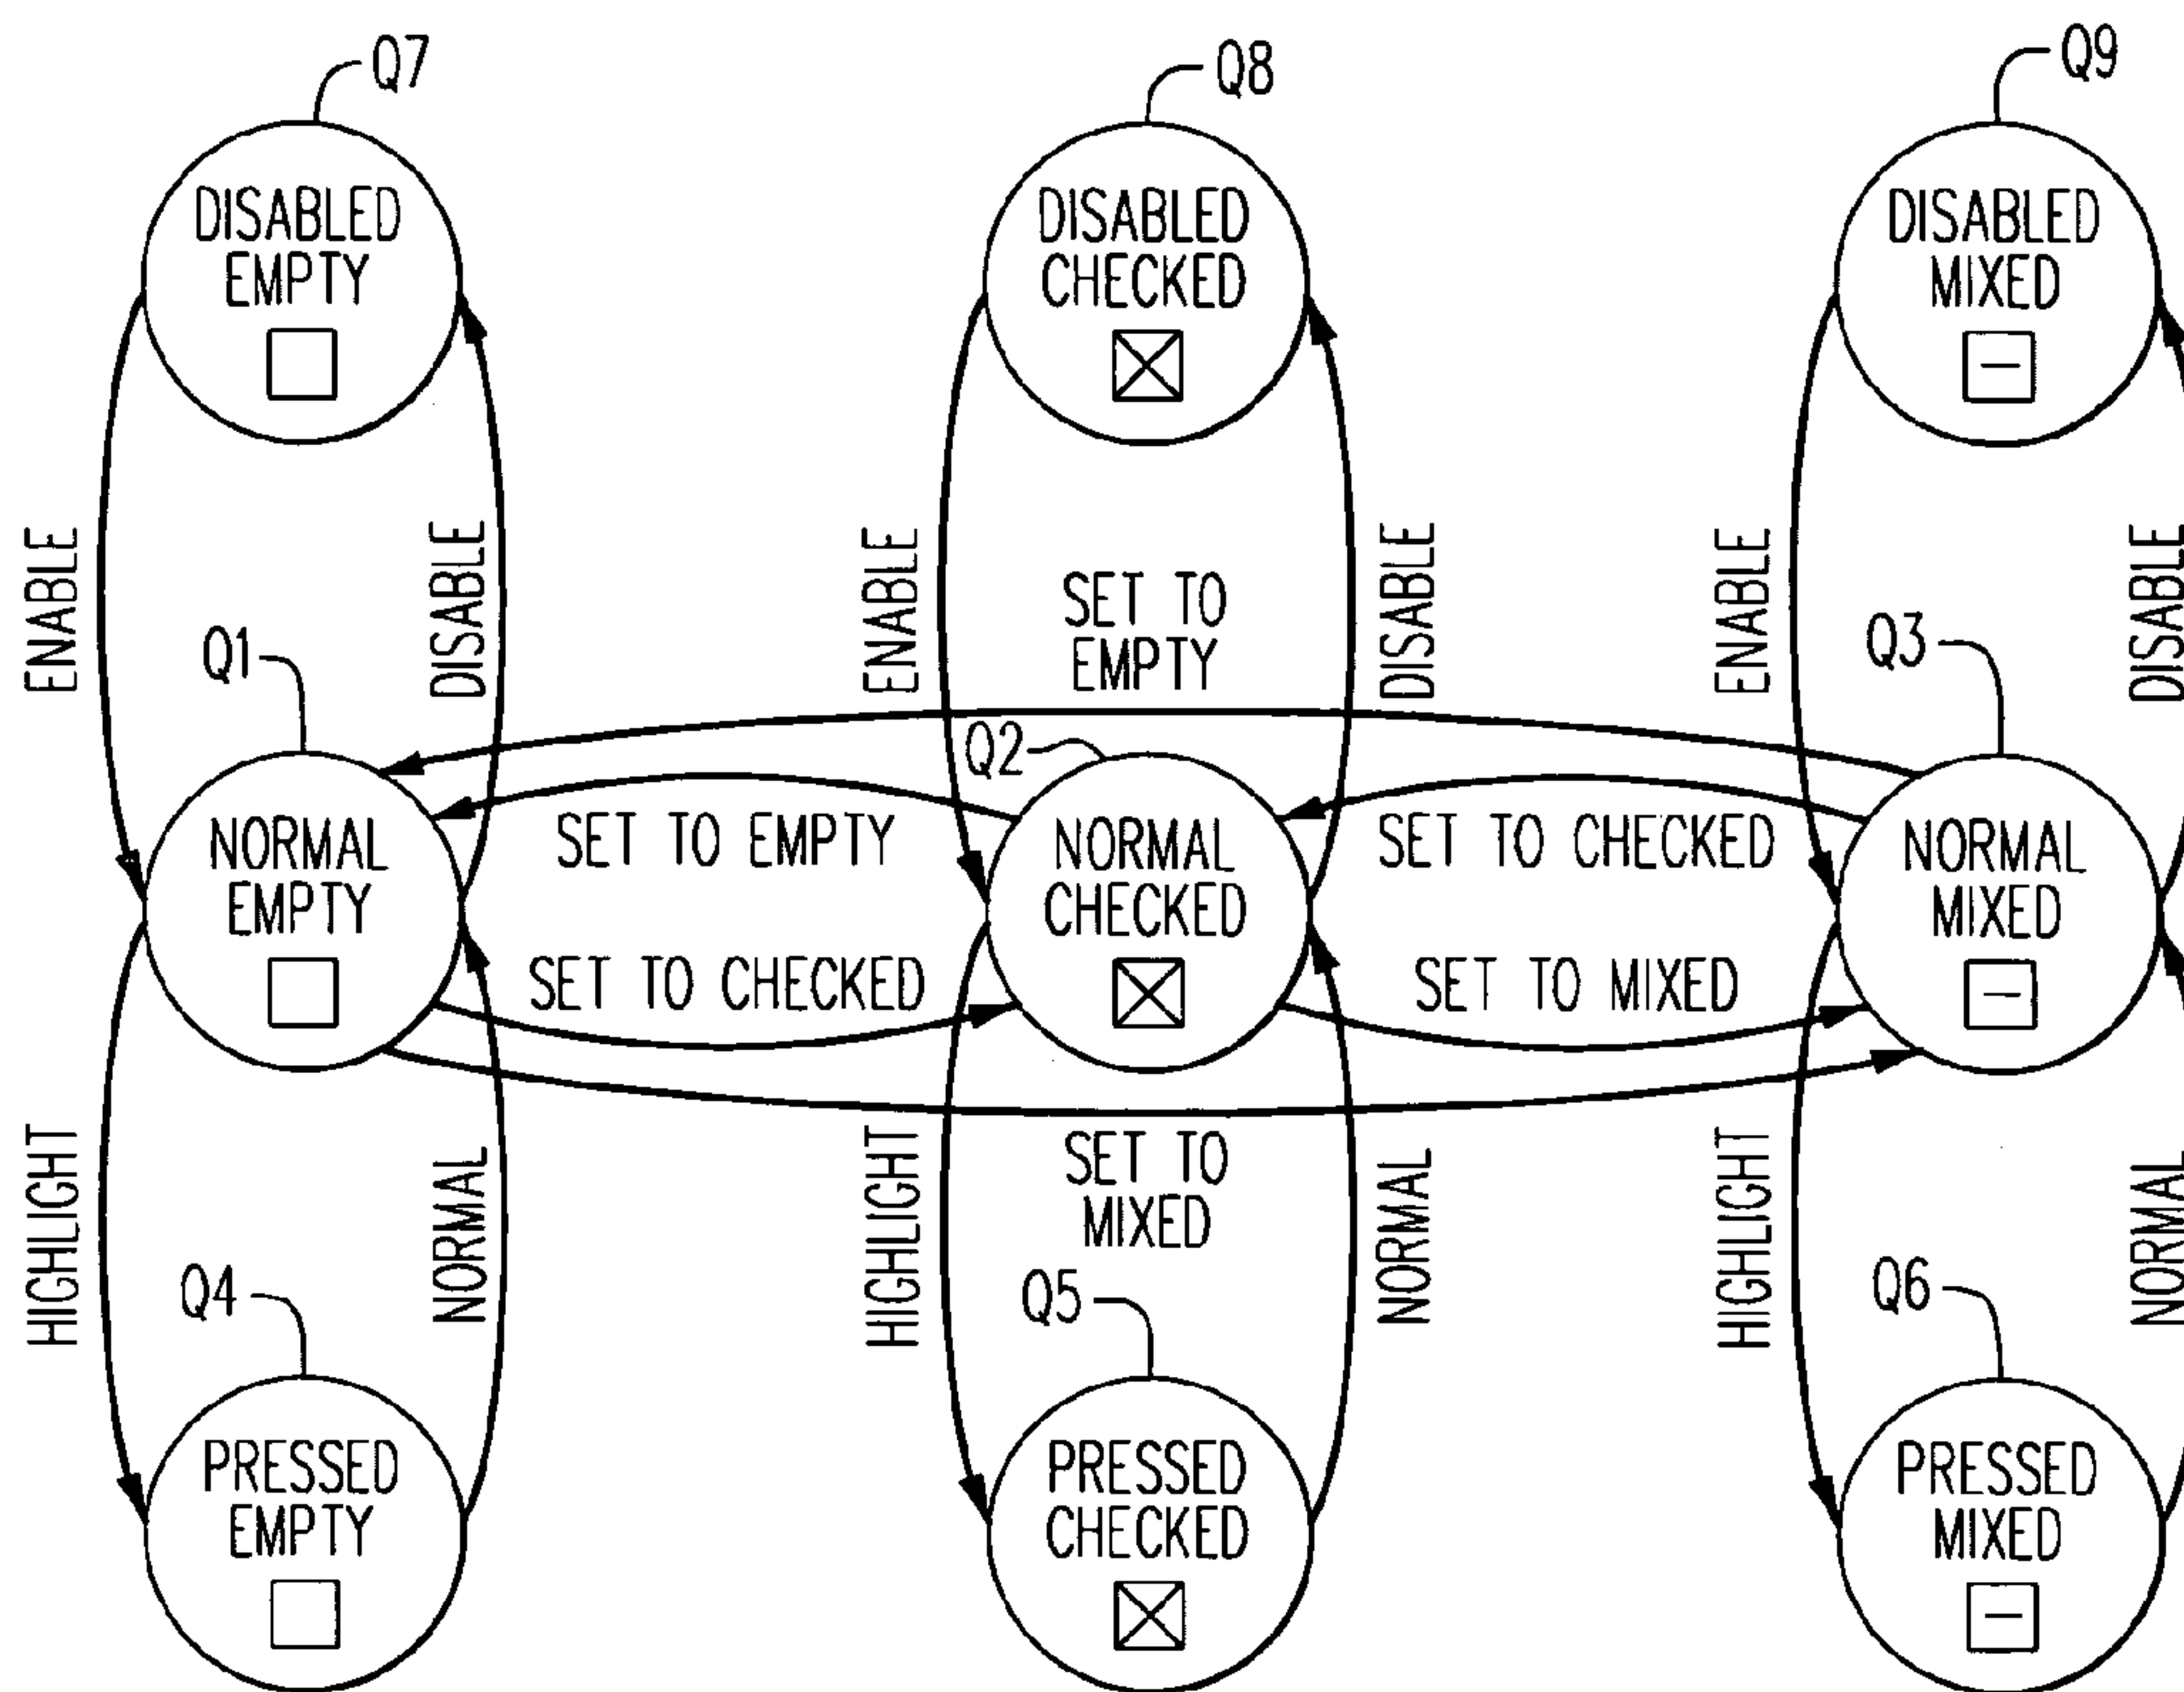 Q7
Q8
Q9
DISABLED
EMPTY
DISABLED
CHECKED
DISABLED
MIXED
ENABLE
DISABLE
ENABLE
SET TO
EMPTY
DISABLE
ENABLE
DISABLE
Q1
Q2
Q3
NORMAL
EMPTY
SET TO EMPTY
SET TO CHECKED
NORMAL
CHECKED
SET TO CHECKED
SET TO MIXED
NORMAL
MIXED
HIGHLIGHT
NORMAL
HIGHLIGHT
SET TO
MIXED
NORMAL
HIGHLIGHT
NORMAL
Q4
Q5
Q6
PRESSED
EMPTY
PRESSED
CHECKED
PRESSED
MIXED